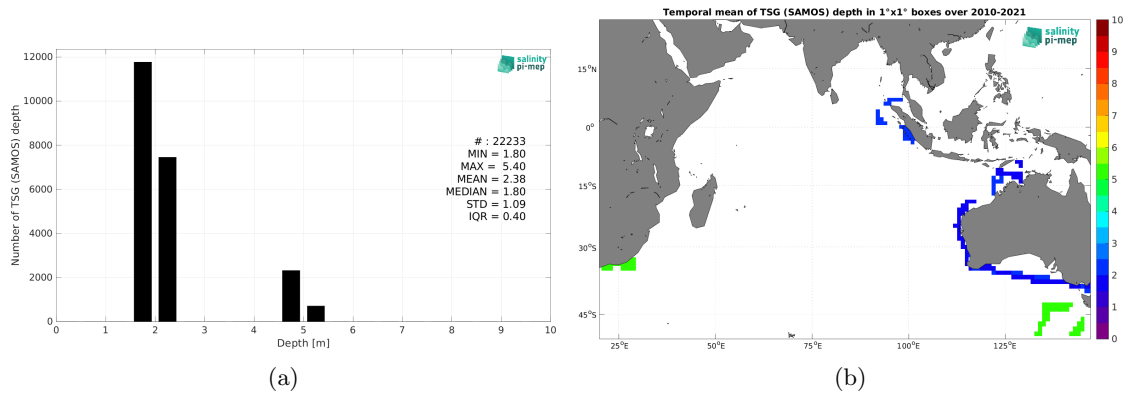 Number of TSG (SAMOS) depth
12000
10000
8000
6000
4000
2000
0
0 1 2 3 4 5 6 7 8 9 10
Depth [m]
salinity
pi-mep
# : 22233
MIN = 1.80
MAX = 5.40
MEAN = 2.38
MEDIAN = 1.80
STD = 1.09
IQR = 0.40
(a)
Temporal mean of TSG (SAMOS) depth in 1°x1° boxes over 2010-2021
salinity
pi-mep
15°N
0°
15°S
30°S
45°S
25°E 50°E 75°E 100°E 125°E
10
9
8
7
6
5
4
3
2
1
0
(b)